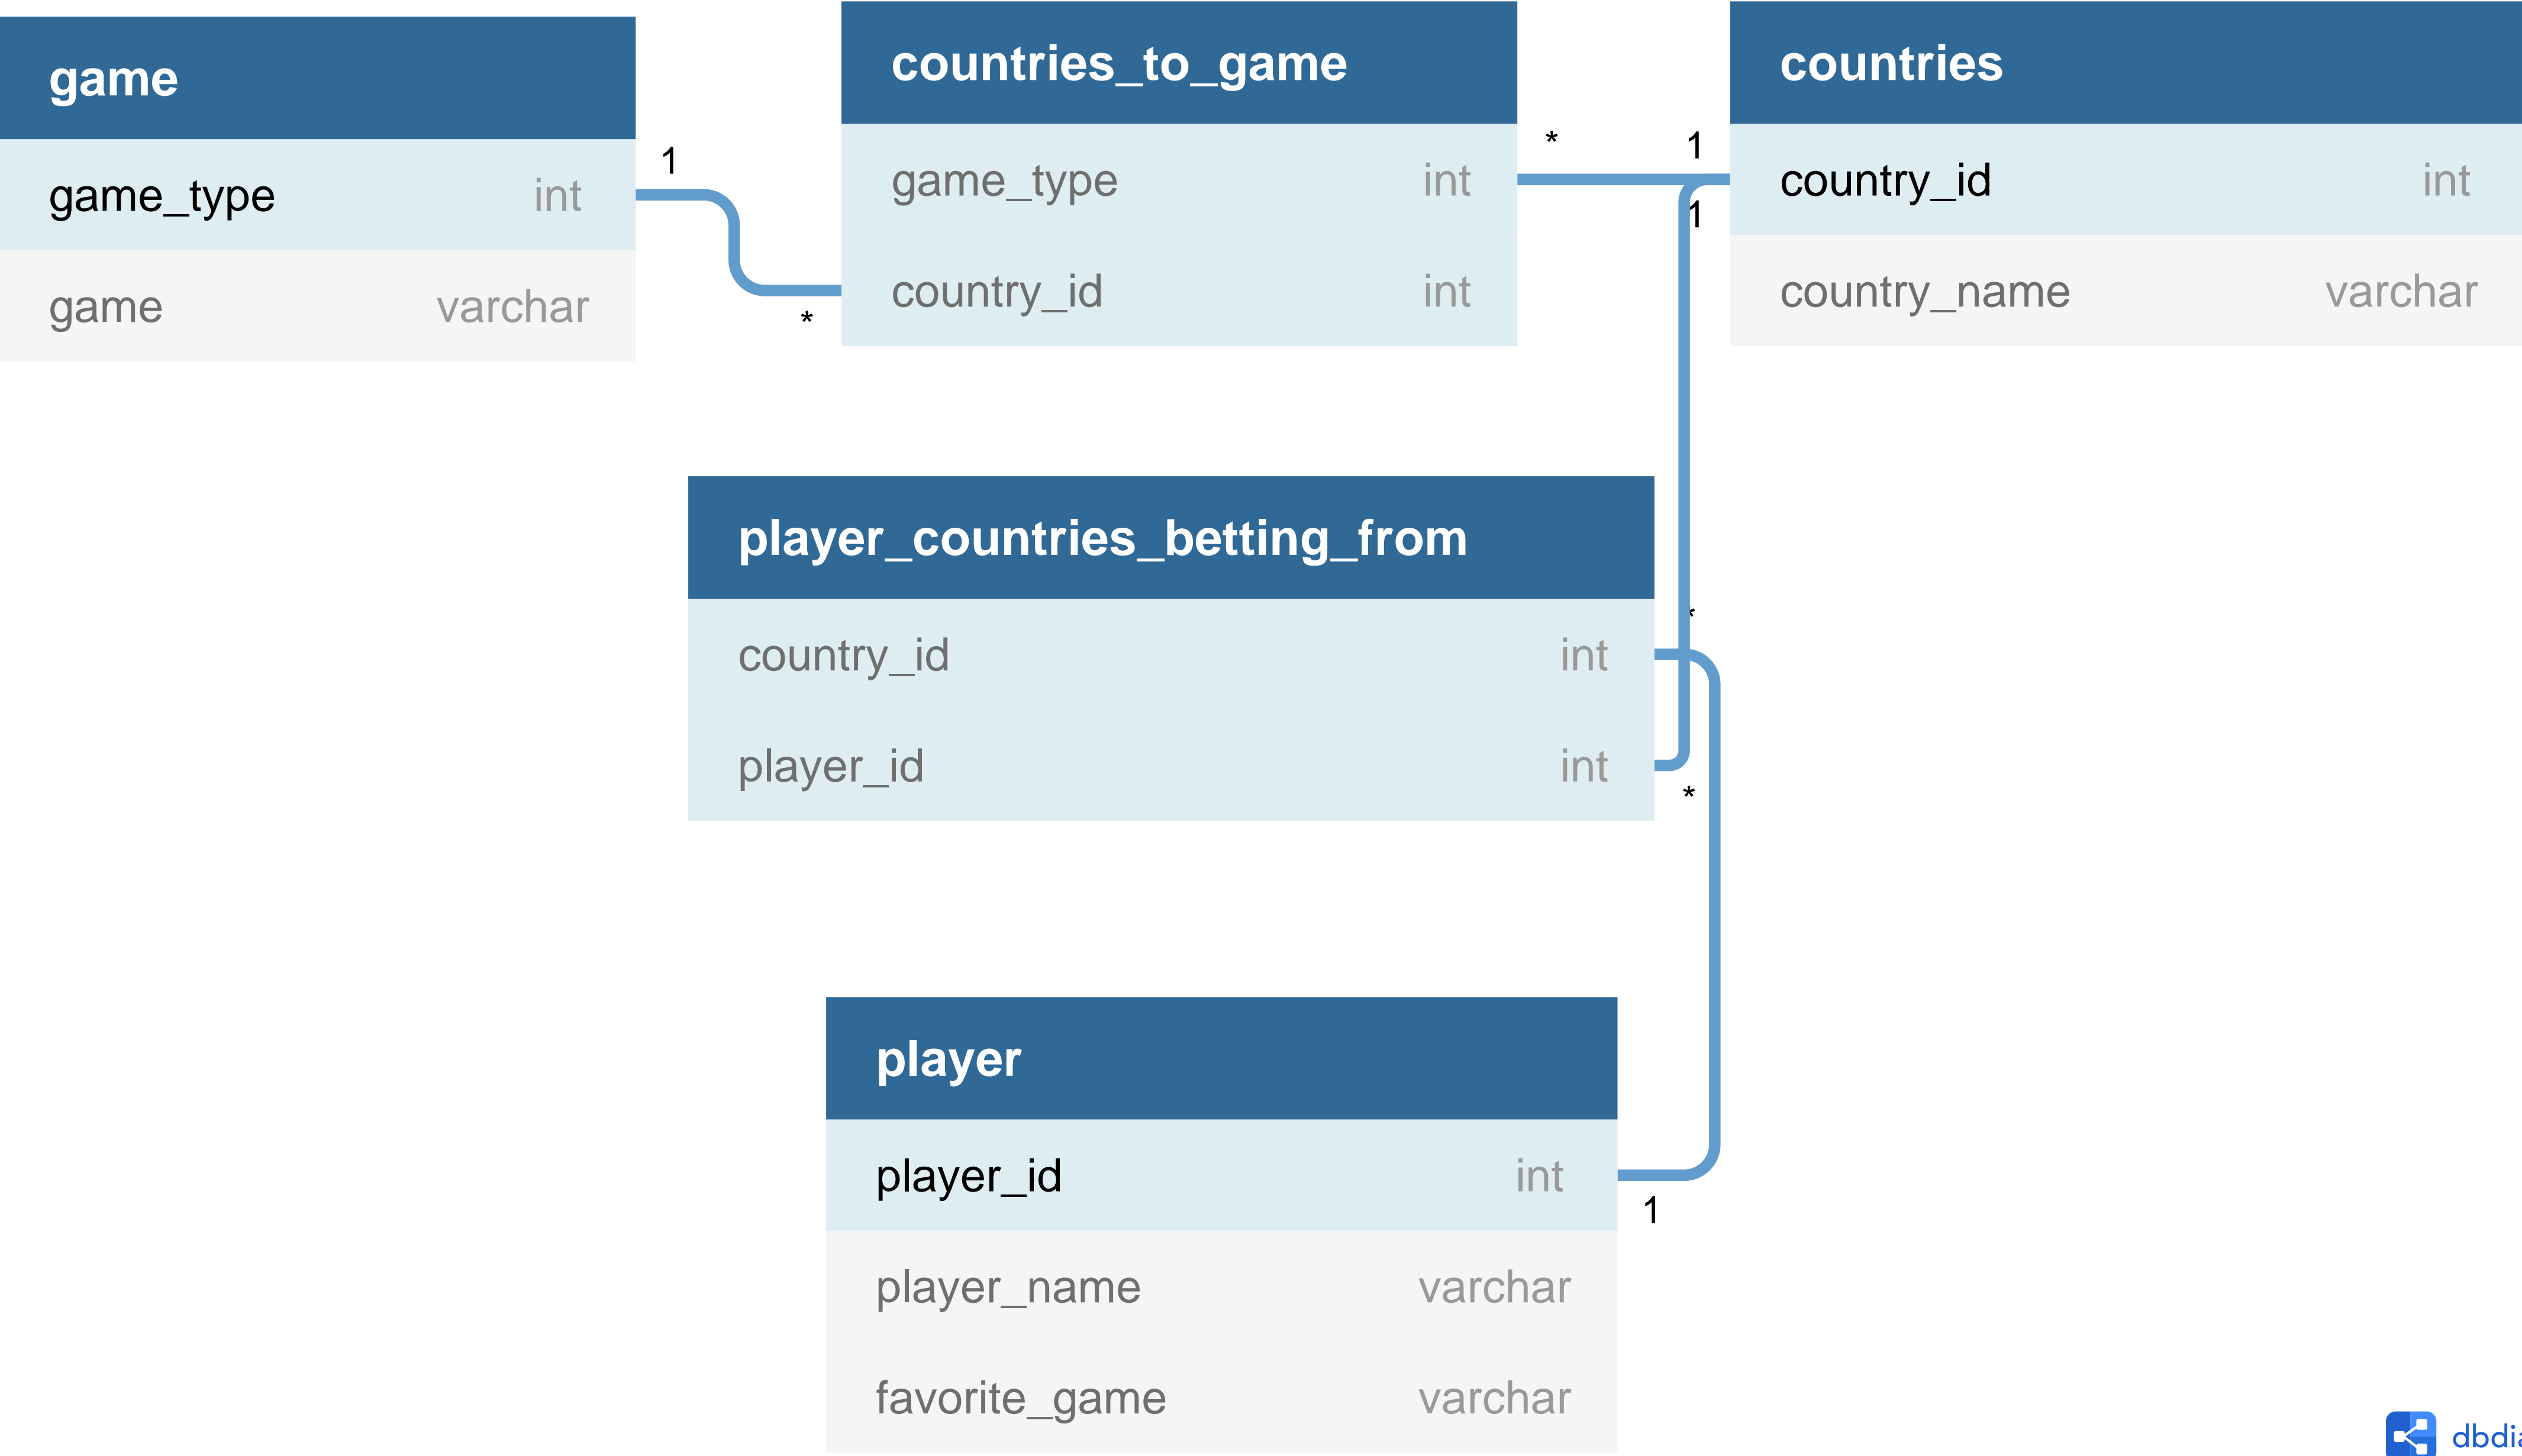 game
game_type int
game varchar
1
*
countries_to_game
game_type int
country_id int
* 1
1
countries
country_id int
country_name varchar
player_countries_betting_from
country_id int
player_id int
*
*
player
player_id int
player_name varchar
favorite_game varchar
1